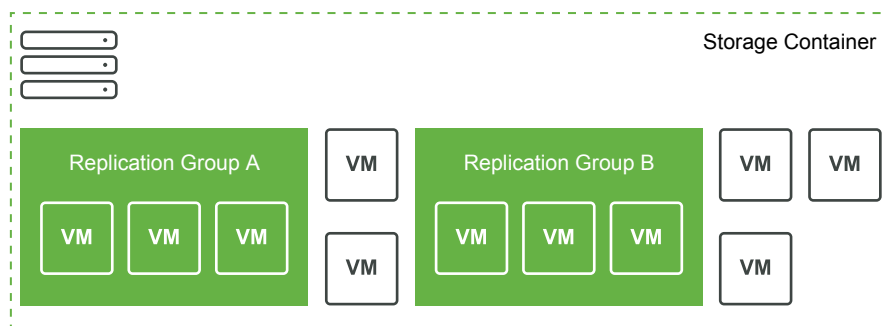 Storage Container
Replication Group A
VM
Replication Group B
VM
VM
VM
VM
VM
VM
VM
VM
VM
VM